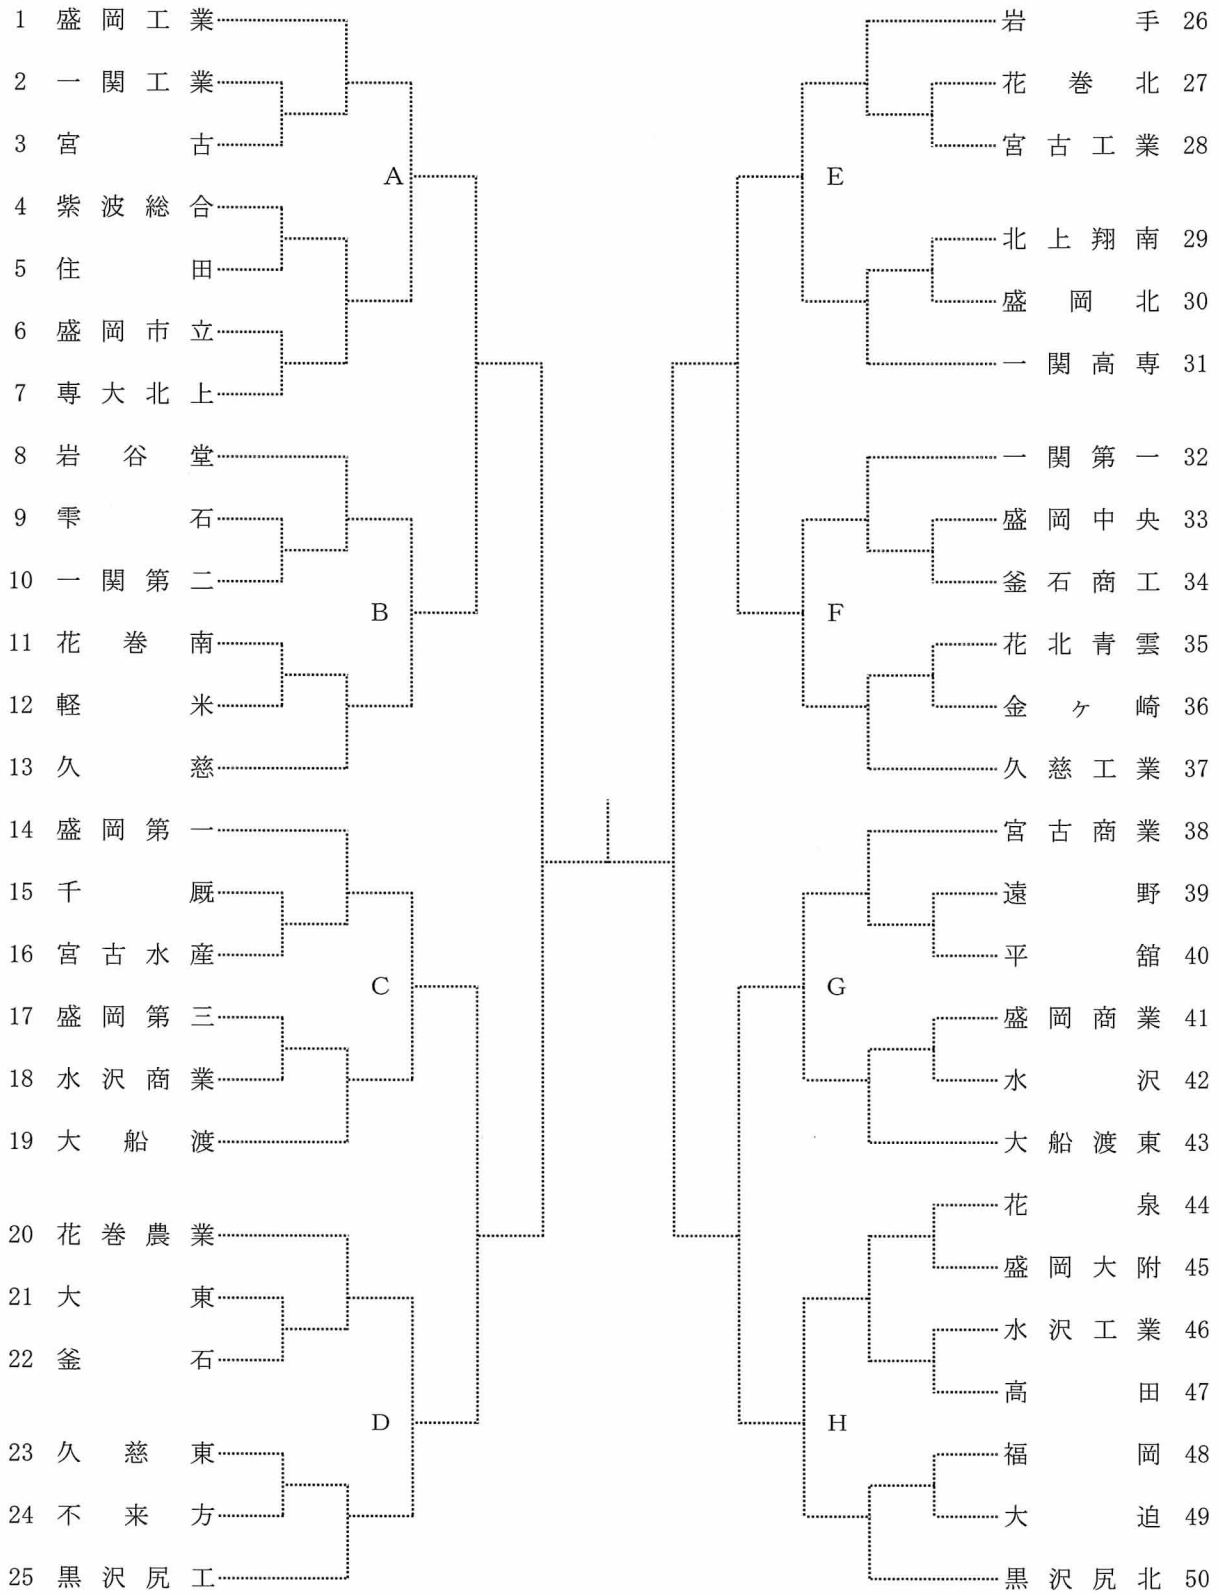 1 盛岡工業
2 一関工業
3 宮古
A
4 紫波総合
5 住田
6 盛岡市立
7 専大北上
8 岩谷堂
9 雫石
10 一関第二
B
11 花巻南
12 軽米
13 久慈
14 盛岡第一
15 千厩
16 宮古水産
C
17 盛岡第三
18 水沢商業
19 大船渡
20 花巻農業
21 大東
22 釜石
D
23 久慈東
24 不来方
25 黒沢尻工
岩手 26
花巻北 27
宮古工業 28
E
北上翔南 29
盛岡北 30
一関高専 31
一関第一 32
盛岡中央 33
釜石商工 34
F
花北青雲 35
金ヶ崎 36
久慈工業 37
宮古商業 38
遠野 39
平舘 40
G
盛岡商業 41
水沢 42
大船渡東 43
花泉 44
盛岡大附 45
水沢工業 46
高田 47
H
福岡 48
大迫 49
黒沢尻北 50